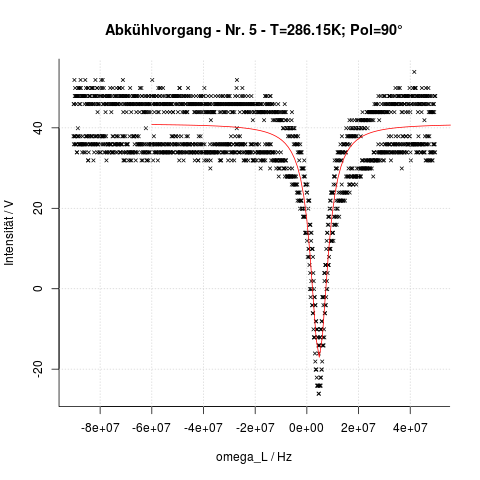 Abkühlvorgang - Nr. 5 - T=286.15K; Pol=90°
Intensität / V
40
20
0
-20
-8e+07 -6e+07 -4e+07 -2e+07 0e+00 2e+07 4e+07
omega_L / Hz